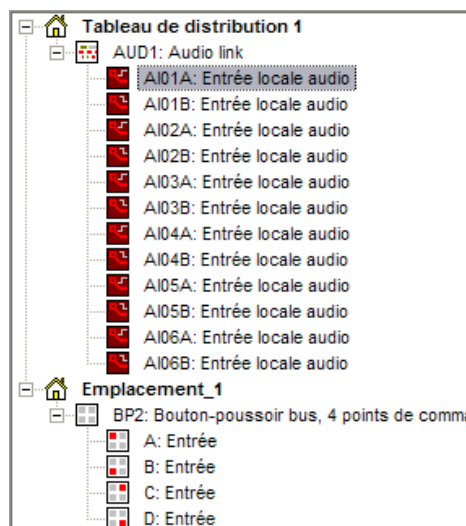 Tableau de distribution 1
AUD1: Audio link
AI01A: Entrée locale audio
AI01B: Entrée locale audio
AI02A: Entrée locale audio
AI02B: Entrée locale audio
AI03A: Entrée locale audio
AI03B: Entrée locale audio
AI04A: Entrée locale audio
AI04B: Entrée locale audio
AI05A: Entrée locale audio
AI05B: Entrée locale audio
AI06A: Entrée locale audio
AI06B: Entrée locale audio
Emplacement_1
BP2: Bouton-poussoir bus, 4 points de comma
A: Entrée
B: Entrée
C: Entrée
D: Entrée